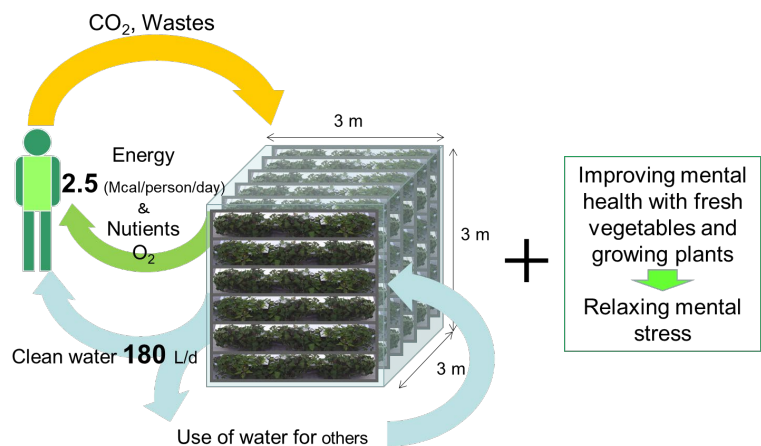 CO2, Wastes
3 m
Energy
2.5 (Mcal/person/day)
&
Nutients
O2
3 m
Clean water 180 L/d
3 m
Use of water for others
+
Improving mental
health with fresh
vegetables and
growing plants
Relaxing mental
stress